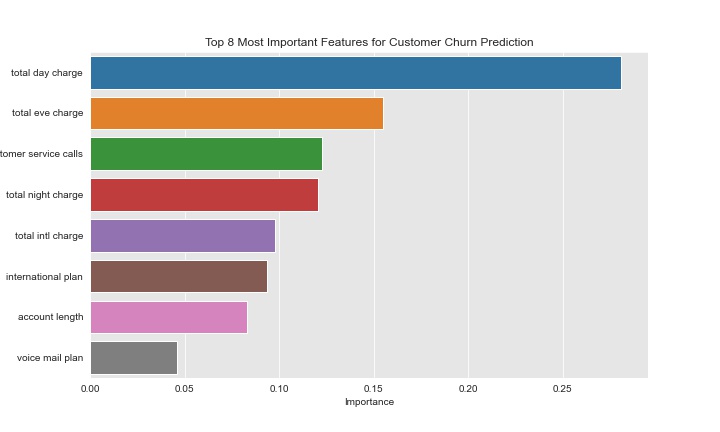 Top 8 Most Important Features for Customer Churn Prediction
total day charge
total eve charge
tomer service calls
total night charge
total intl charge
international plan
account length
voice mail plan
0.00 0.05 0.10 0.15 0.20 0.25
Importance